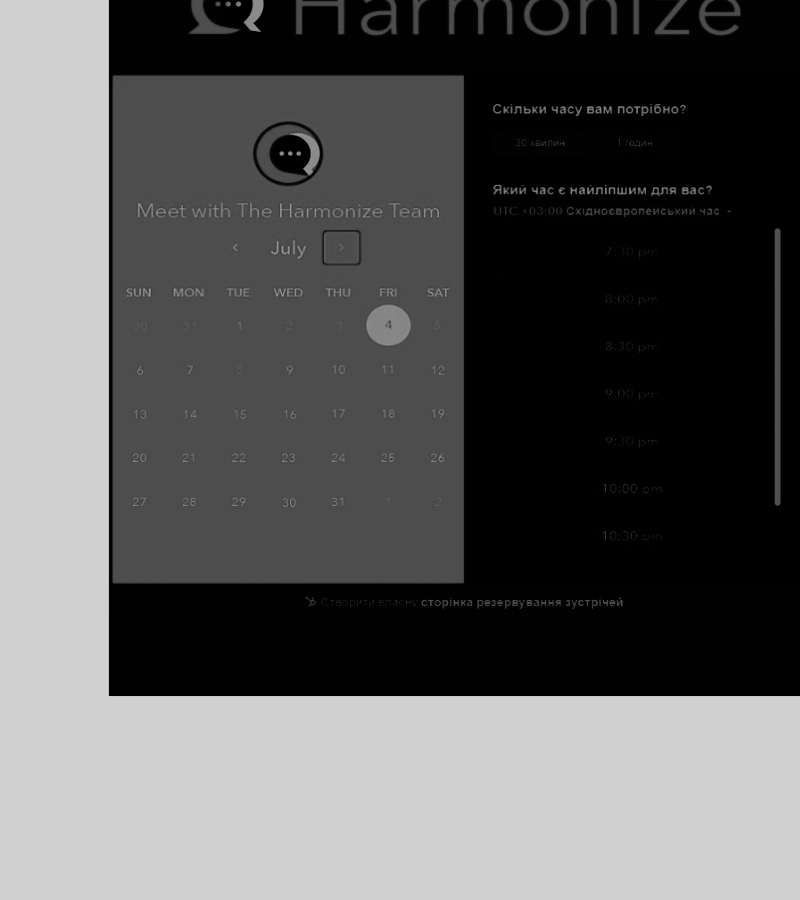 Harmonize
Meet with The Harmonize Team
July
SUN MON TUE WED THU FRI SAT
30 31 1 2 3 4 5
6 7 8 9 10 11 12
13 14 15 16 17 18 19
20 21 22 23 24 25 26
27 28 29 30 31 1 2
Скільки часу вам потрібно?
30 хвилин 1 годин
Який час є найліпшим для вас?
UTC +03:00 Східноєвропейський час
7:30 pm
8:00 pm
8:30 pm
9:00 pm
9:30 pm
10:00 pm
10:30 pm
Створити власну сторінка резервування зустрічей